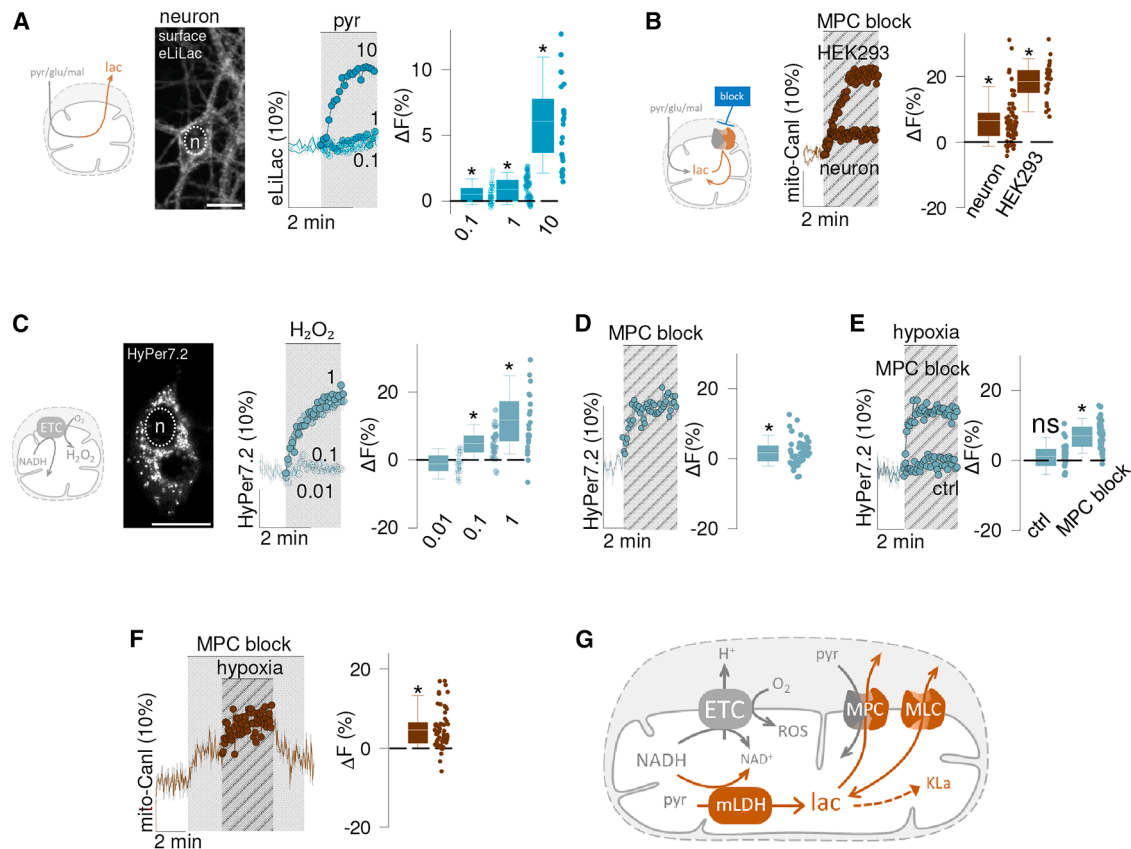 A
neuron
surface
eLiLac
n
pyr/glu/mal
lac
pyr
10
1
0.1
eLiLac (10%)
2 min
ΔF(%)
10
5
0
0.1
1
10
*
*
*
B
pyr/glu/mal
block
lac
MPC block
HEK293
neuron
mito-Canl (10%)
2 min
ΔF(%)
20
0
-20
*
*
neuron
HEK293
C
ETC
O₂
NADH
H₂O₂
HyPer7.2
n
H₂O₂
1
0.1
0.01
HyPer7.2 (10%)
2 min
ΔF(%)
20
0
-20
*
*
0.01
0.1
1
D
MPC block
HyPer7.2 (10%)
2 min
ΔF(%)
20
0
-20
*
E
hypoxia
MPC block
ctrl
HyPer7.2 (10%)
2 min
ΔF(%)
20
0
-20
ns
*
ctrl
MPC block
F
MPC block
hypoxia
mito-Canl (10%)
2 min
ΔF (%)
20
0
-20
*
G
H⁺
pyr
O₂
ETC
MPC
MLC
ROS
NADH
NAD⁺
KLa
pyr
mLDH
lac